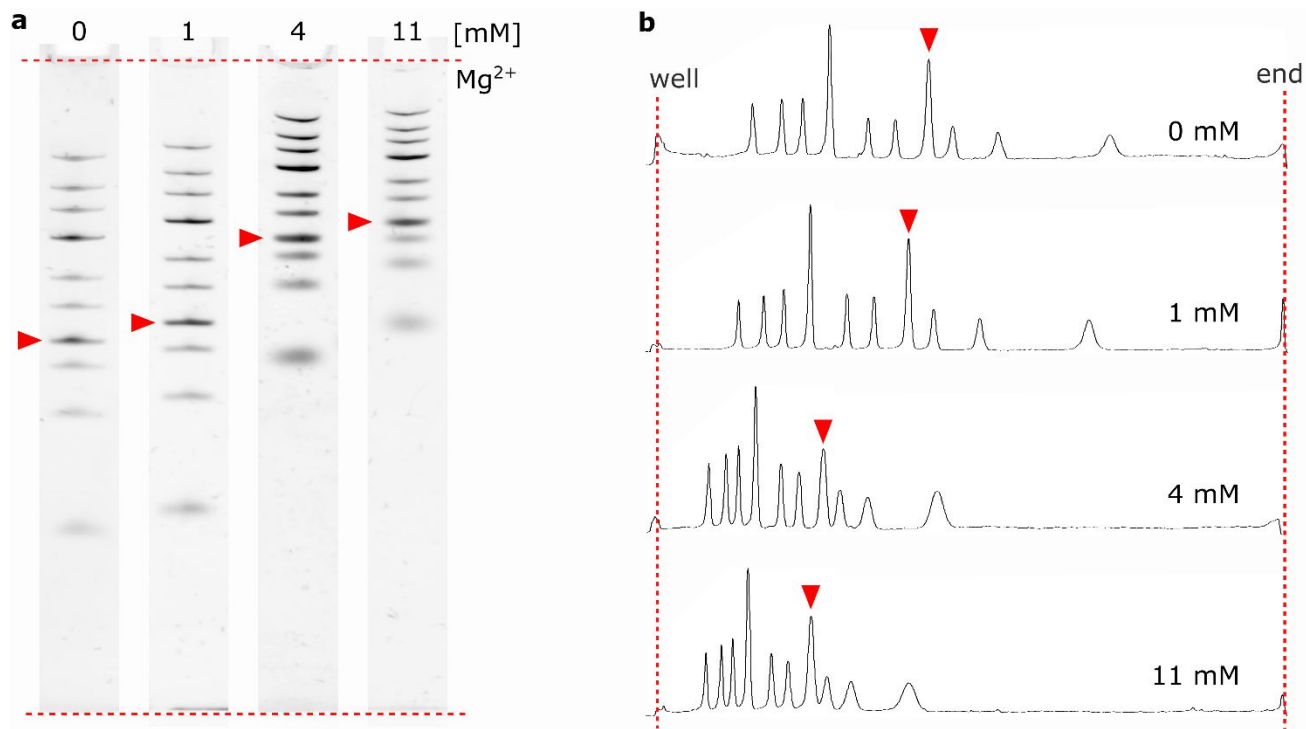 a
0 1 4 11 [mM]
Mg²⁺
b
well
end
0 mM
1 mM
4 mM
11 mM